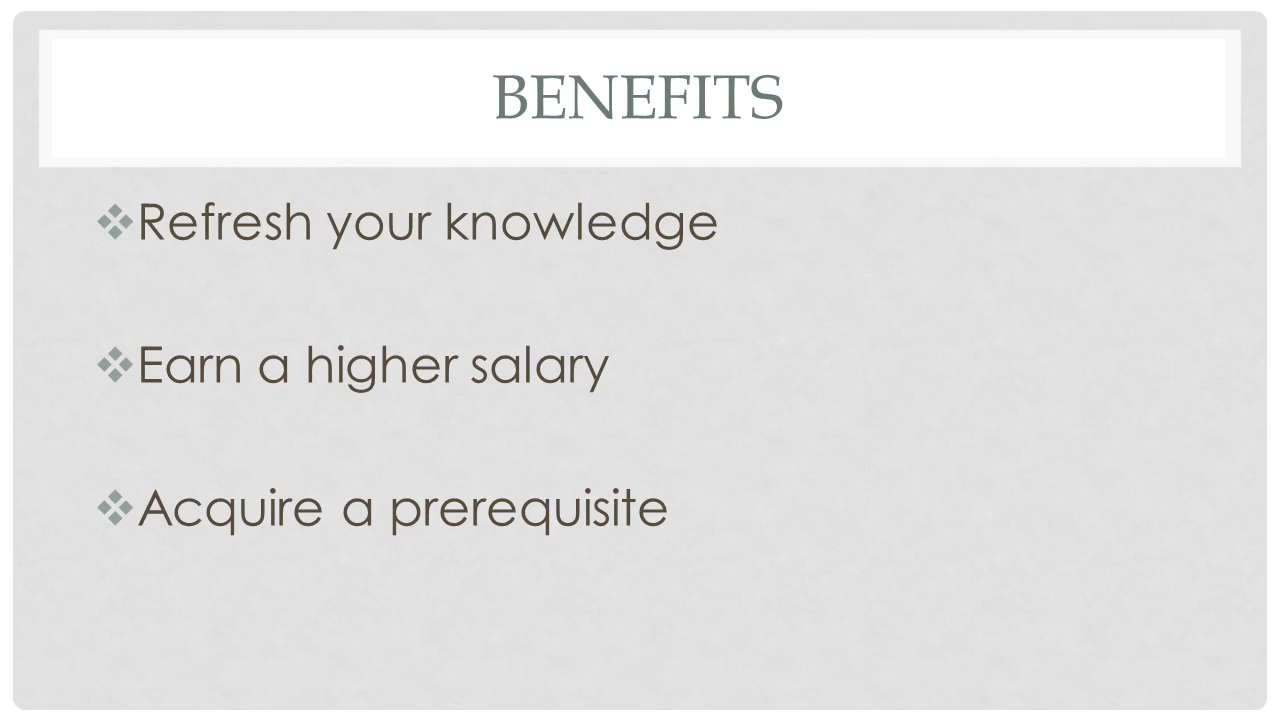 BENEFITS
❖Refresh your knowledge
❖Earn a higher salary
❖Acquire a prerequisite